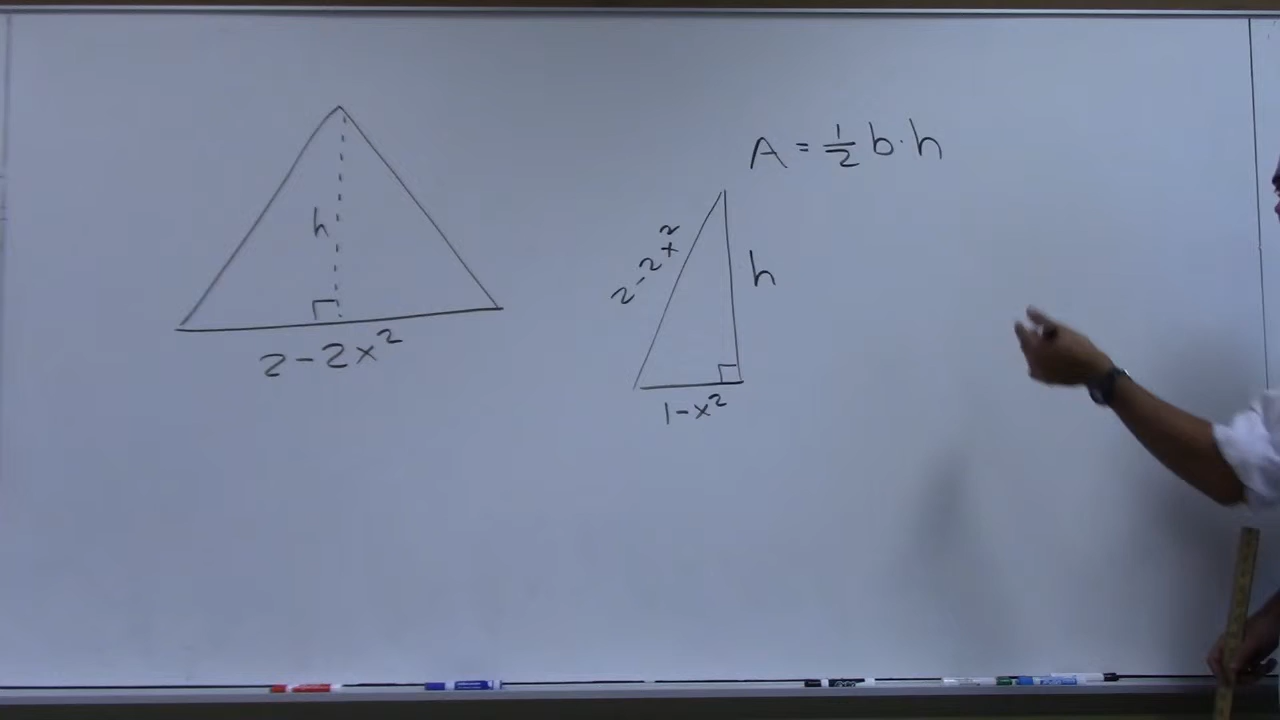 A = 1/2 b·h
h
2-2x²
2-2x²
h
1-x²